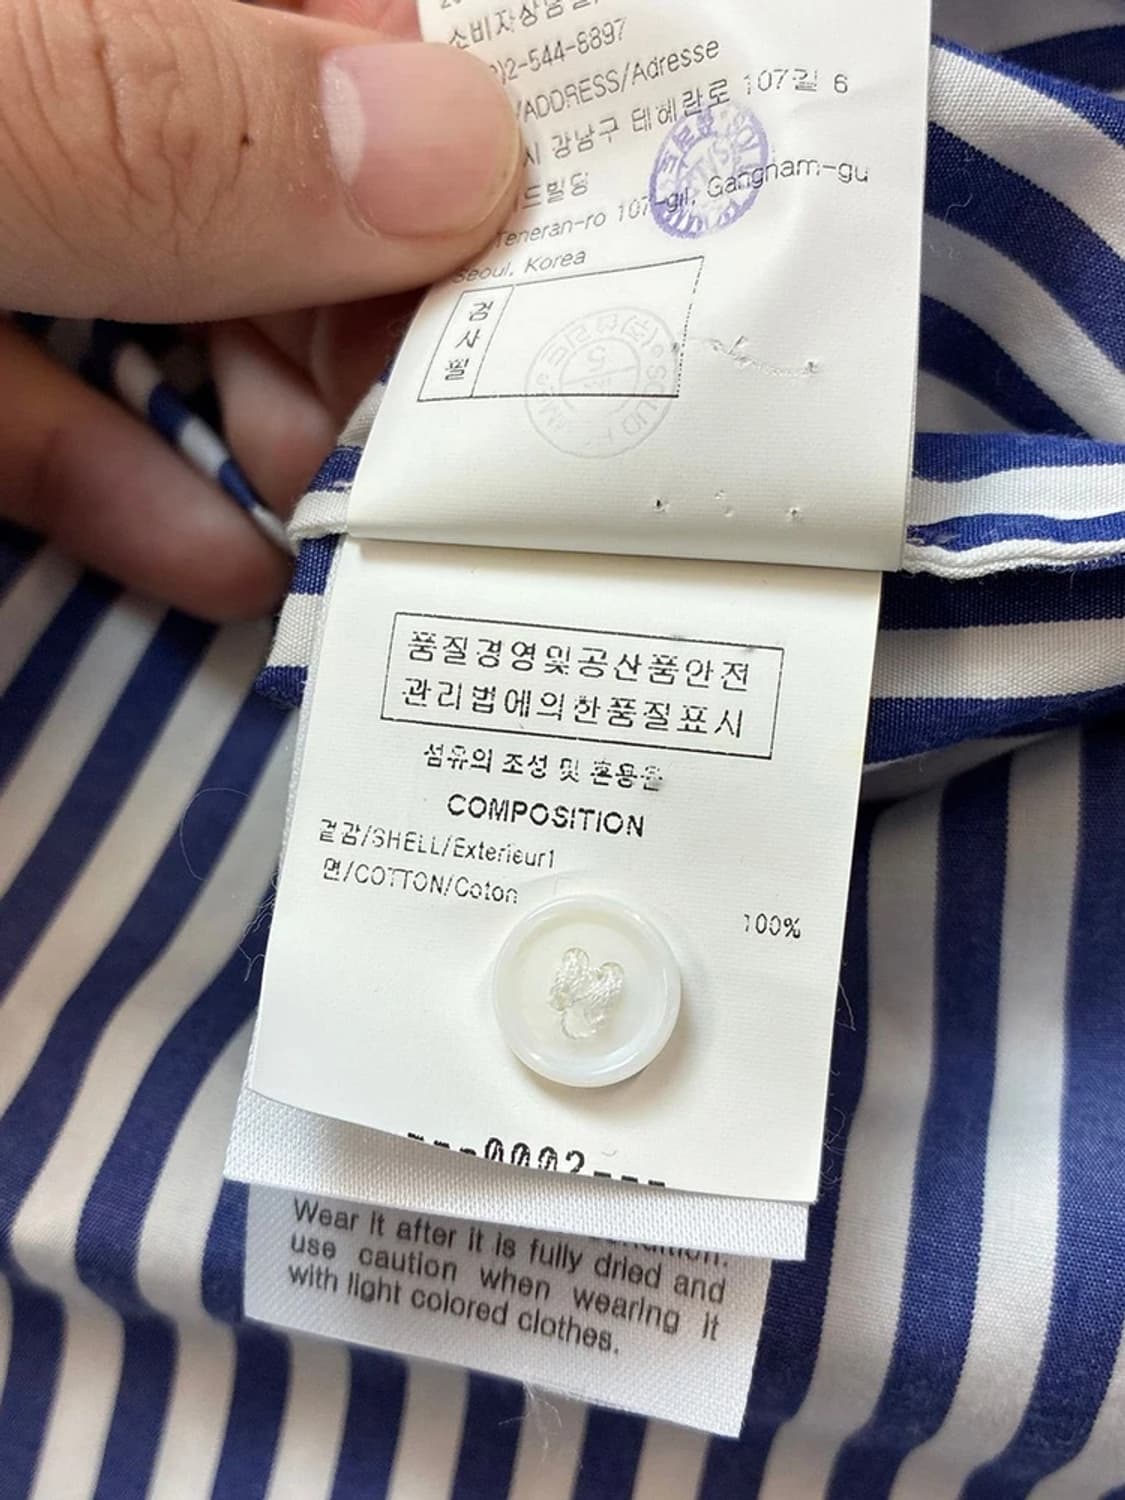 소비자상담실
2-544-8897
/ADDRESS/Adresse
강남구 테헤란로 107길 6
드빌딩
Teheran-ro 107-gil, Gangnam-gu
Seoul, Korea
검사필
품질경영및공산품안전
관리법에의한품질표시
섬유의 조성 및 혼용율
COMPOSITION
겉감/SHELL/Exterieur1
면/COTTON/Coton
100%
---0002---
Wear it after it is fully dried and
use caution when wearing it
with light colored clothes.